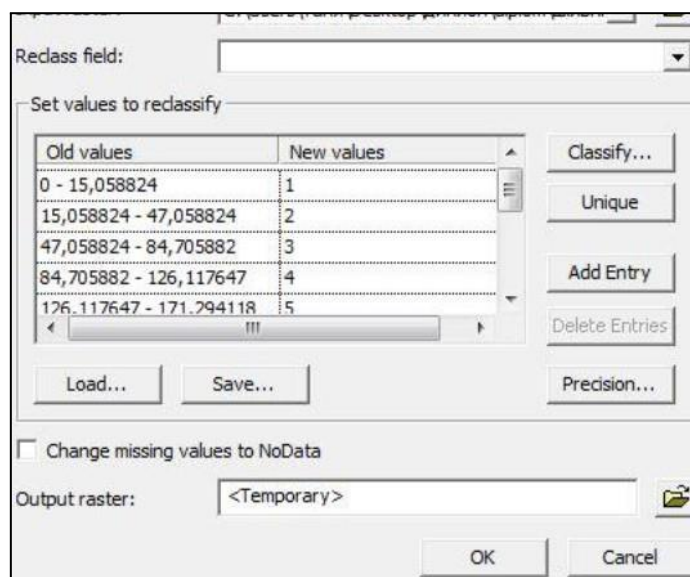 Reclass field:
Set values to reclassify
Old values New values
0 - 15,058824 1
15,058824 - 47,058824 2
47,058824 - 84,705882 3
84,705882 - 126,117647 4
126,117647 - 171,294118 5
Classify...
Unique
Add Entry
Delete Entries
Load... Save... Precision...
Change missing values to NoData
Output raster: <Temporary>
OK Cancel